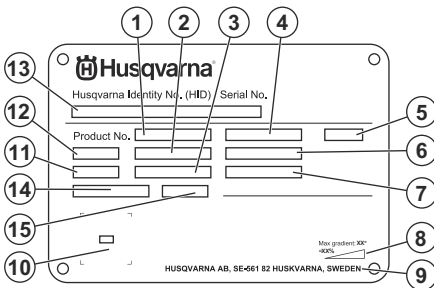 1 2 3 4
13
Husqvarna
Husqvarna Identity No. (HID) / Serial No.
5
12
Product No.
6
11
14
7
15
Max gradient: XX°
=XX%
8
10
HUSQVARNA AB, SE-561 82 HUSKVARNA, SWEDEN
9